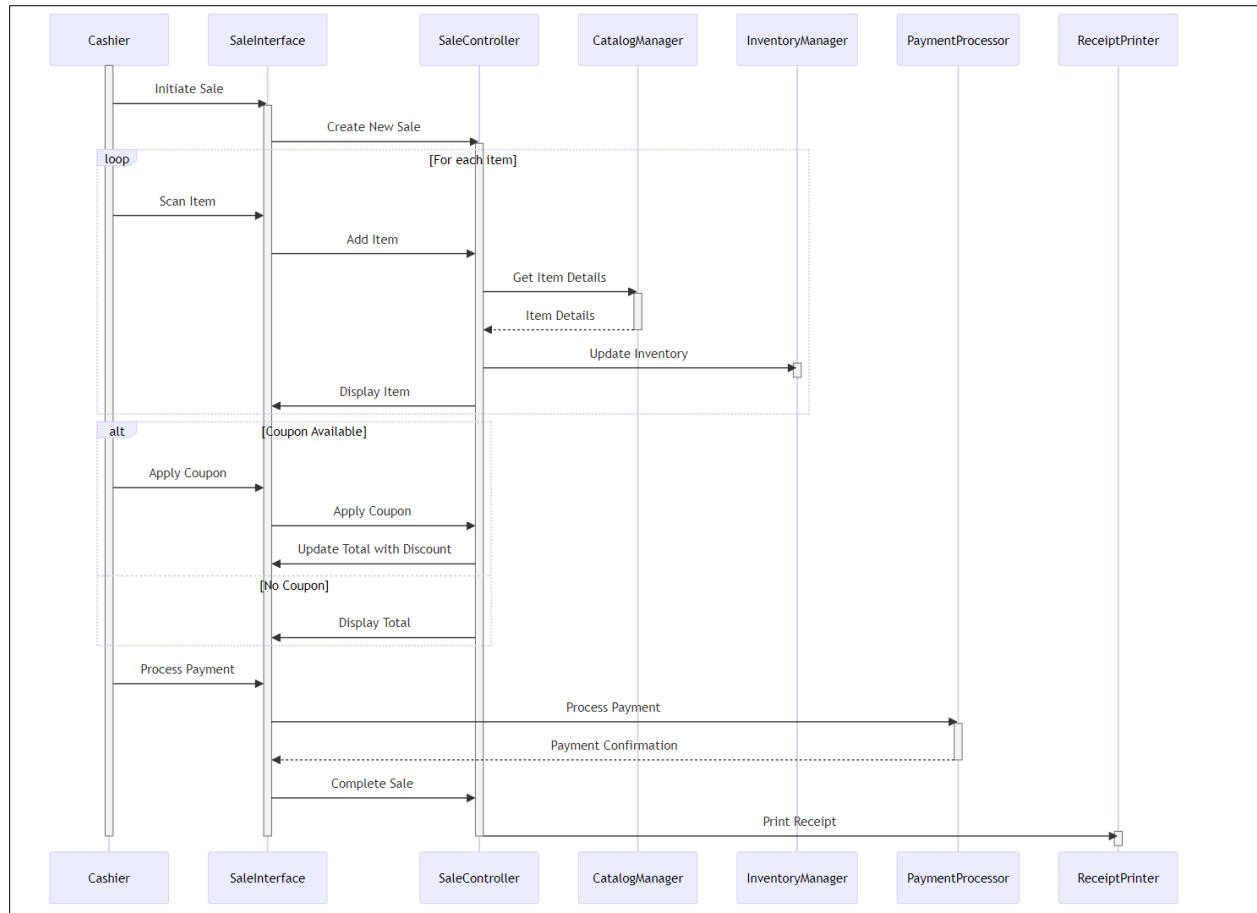 Cashier SaleInterface SaleController CatalogManager InventoryManager PaymentProcessor ReceiptPrinter
Initiate Sale
Create New Sale
loop [For each item]
Scan Item
Add Item
Get Item Details
Item Details
Update Inventory
Display Item
alt [Coupon Available]
Apply Coupon
Apply Coupon
Update Total with Discount
[No Coupon]
Display Total
Process Payment
Process Payment
Payment Confirmation
Complete Sale
Print Receipt
Cashier SaleInterface SaleController CatalogManager InventoryManager PaymentProcessor ReceiptPrinter